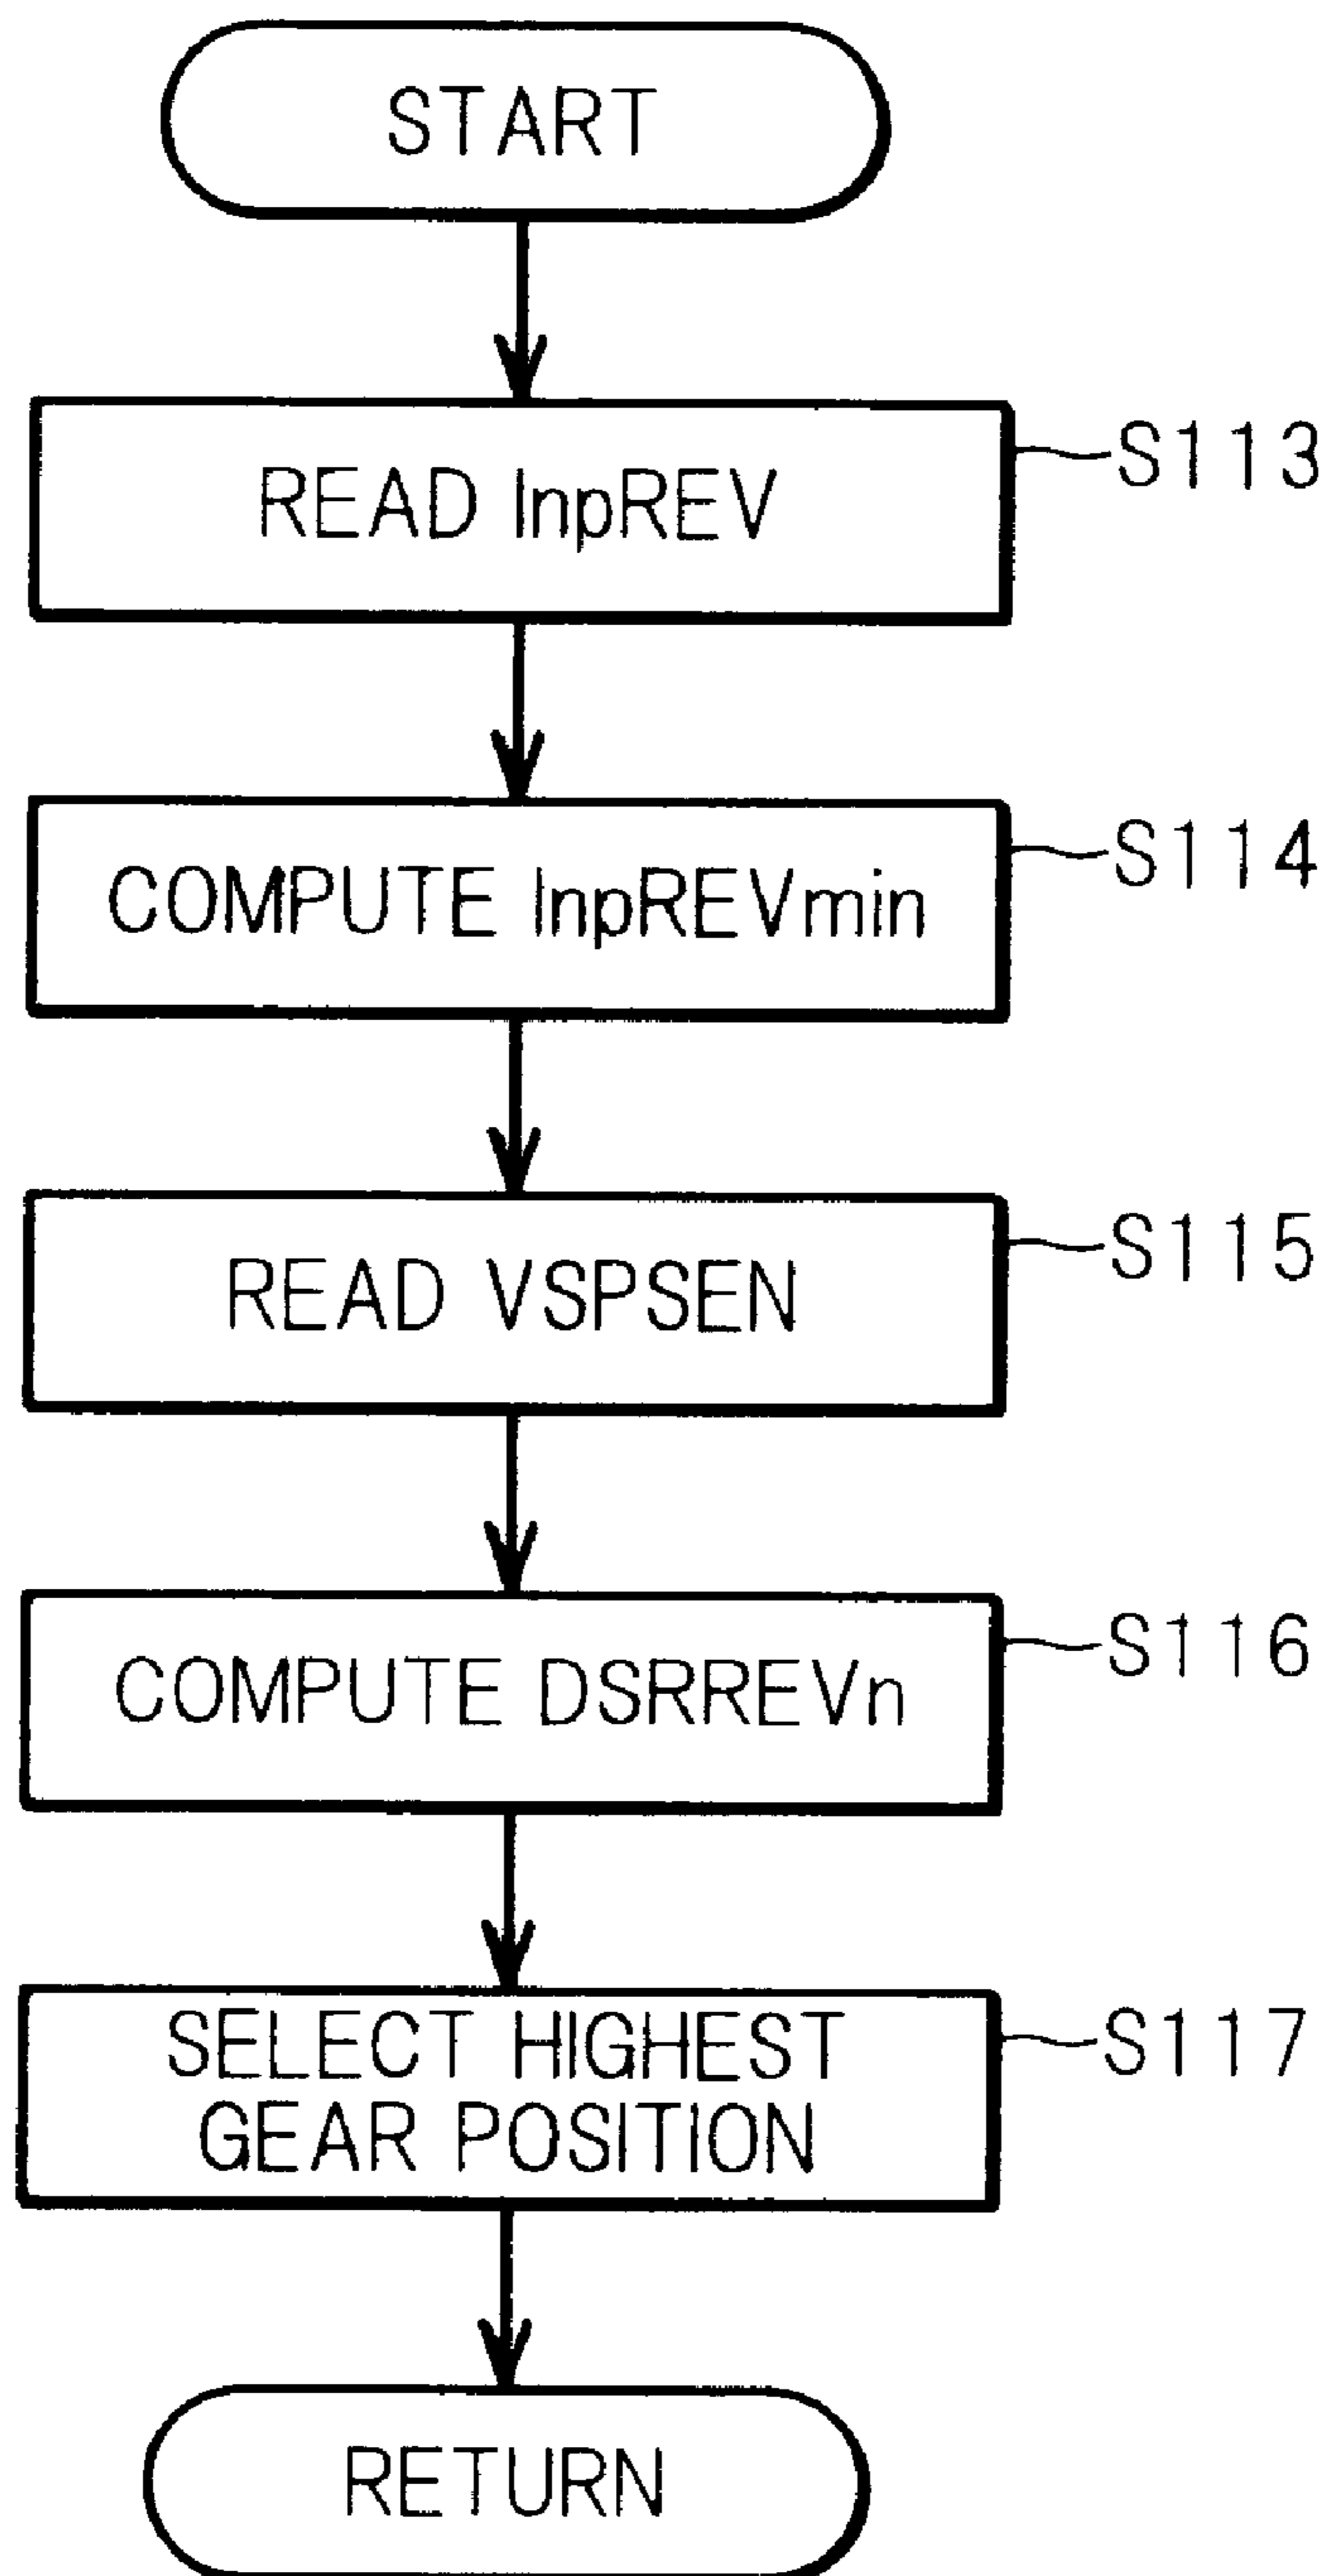 START
READ InpREV
S113
COMPUTE InpREVmin
S114
READ VSPSEN
S115
COMPUTE DSRREVn
S116
SELECT HIGHEST
GEAR POSITION
S117
RETURN